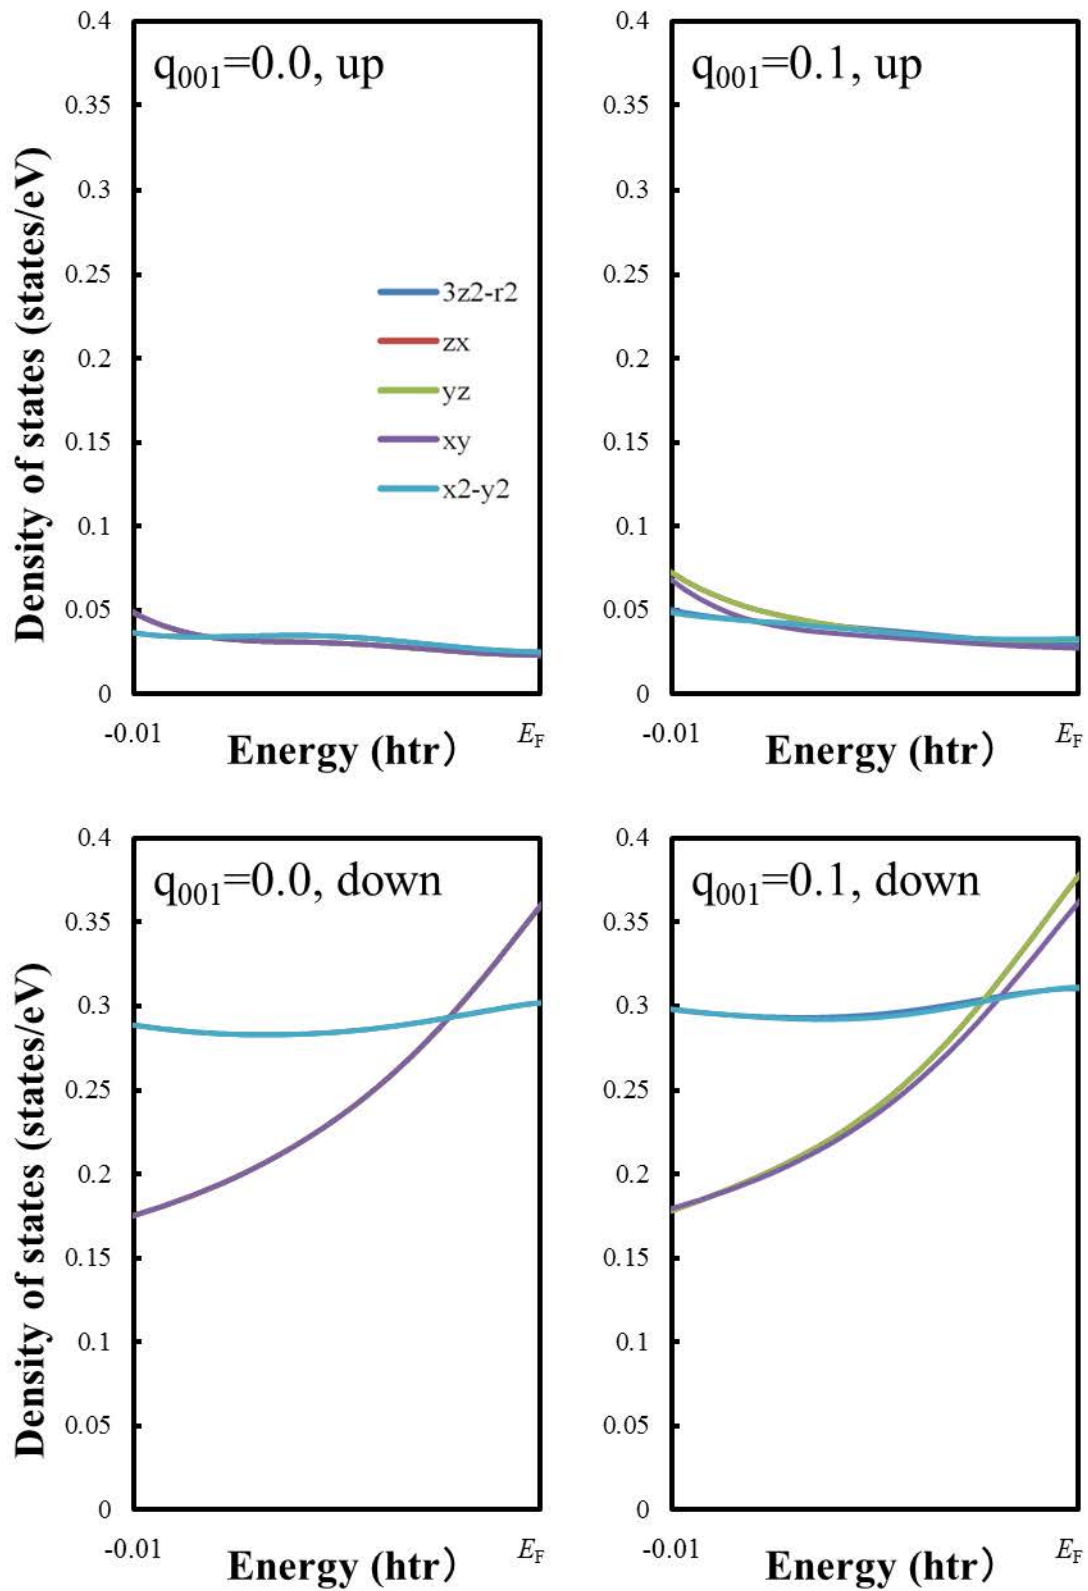 q001=0.0, up
0.4
0.35
0.3
0.25
0.2
0.15
0.1
0.05
0
Density of states (states/eV)
3z2-r2
zx
yz
xy
x2-y2
-0.01
Energy (htr）
EF
q001=0.1, up
0.4
0.35
0.3
0.25
0.2
0.15
0.1
0.05
0
-0.01
Energy (htr）
EF
q001=0.0, down
0.4
0.35
0.3
0.25
0.2
0.15
0.1
0.05
0
Density of states (states/eV)
-0.01
Energy (htr）
EF
q001=0.1, down
0.4
0.35
0.3
0.25
0.2
0.15
0.1
0.05
0
-0.01
Energy (htr）
EF